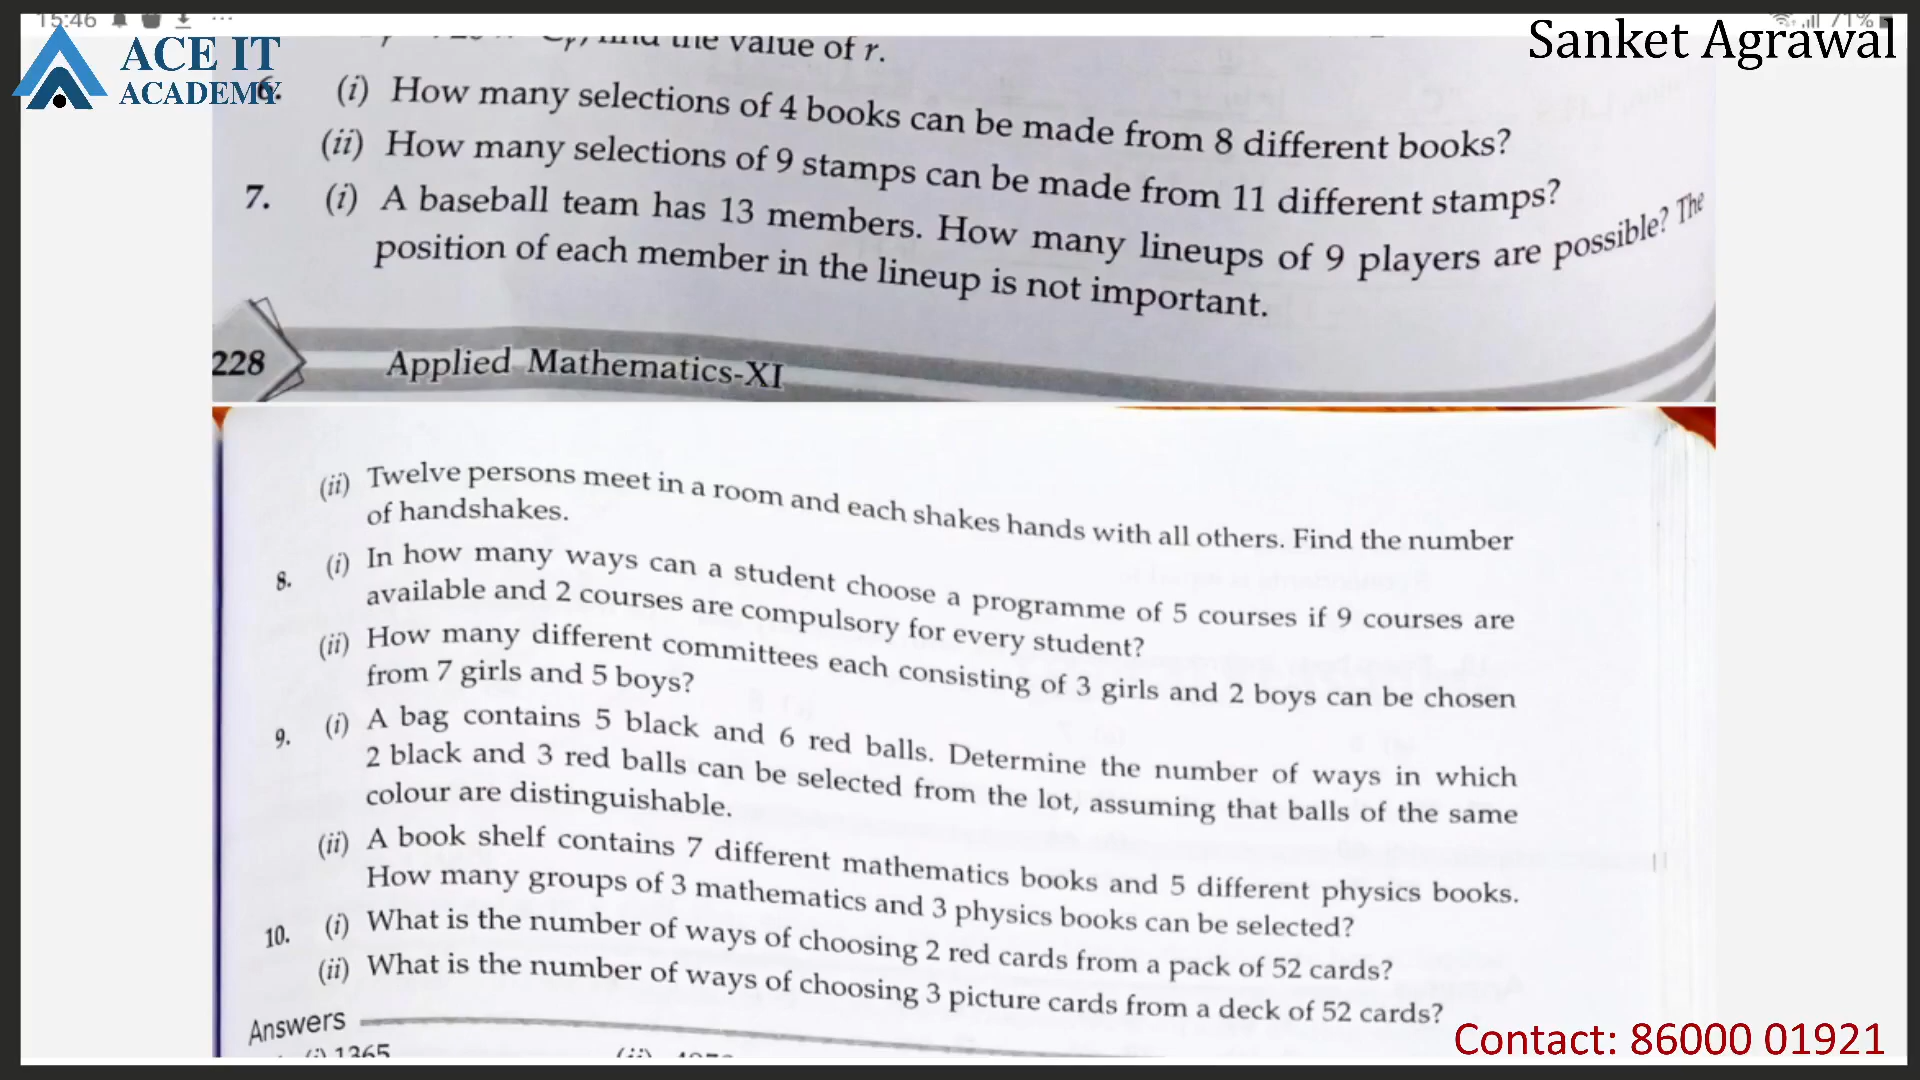 15:46
71%
ACE IT
ACADEMY
Sanket Agrawal
the value of r.
6. (i) How many selections of 4 books can be made from 8 different books?
(ii) How many selections of 9 stamps can be made from 11 different stamps?
7. (i) A baseball team has 13 members. How many lineups of 9 players are possible? The
position of each member in the lineup is not important.
228 Applied Mathematics-XI
(ii) Twelve persons meet in a room and each shakes hands with all others. Find the number
of handshakes.
8. (i) In how many ways can a student choose a programme of 5 courses if 9 courses are
available and 2 courses are compulsory for every student?
(ii) How many different committees each consisting of 3 girls and 2 boys can be chosen
from 7 girls and 5 boys?
9. (i) A bag contains 5 black and 6 red balls. Determine the number of ways in which
2 black and 3 red balls can be selected from the lot, assuming that balls of the same
colour are distinguishable.
(ii) A book shelf contains 7 different mathematics books and 5 different physics books.
How many groups of 3 mathematics and 3 physics books can be selected?
10. (i) What is the number of ways of choosing 2 red cards from a pack of 52 cards?
(ii) What is the number of ways of choosing 3 picture cards from a deck of 52 cards?
Answers
(i) 1365 (ii)
Contact: 86000 01921